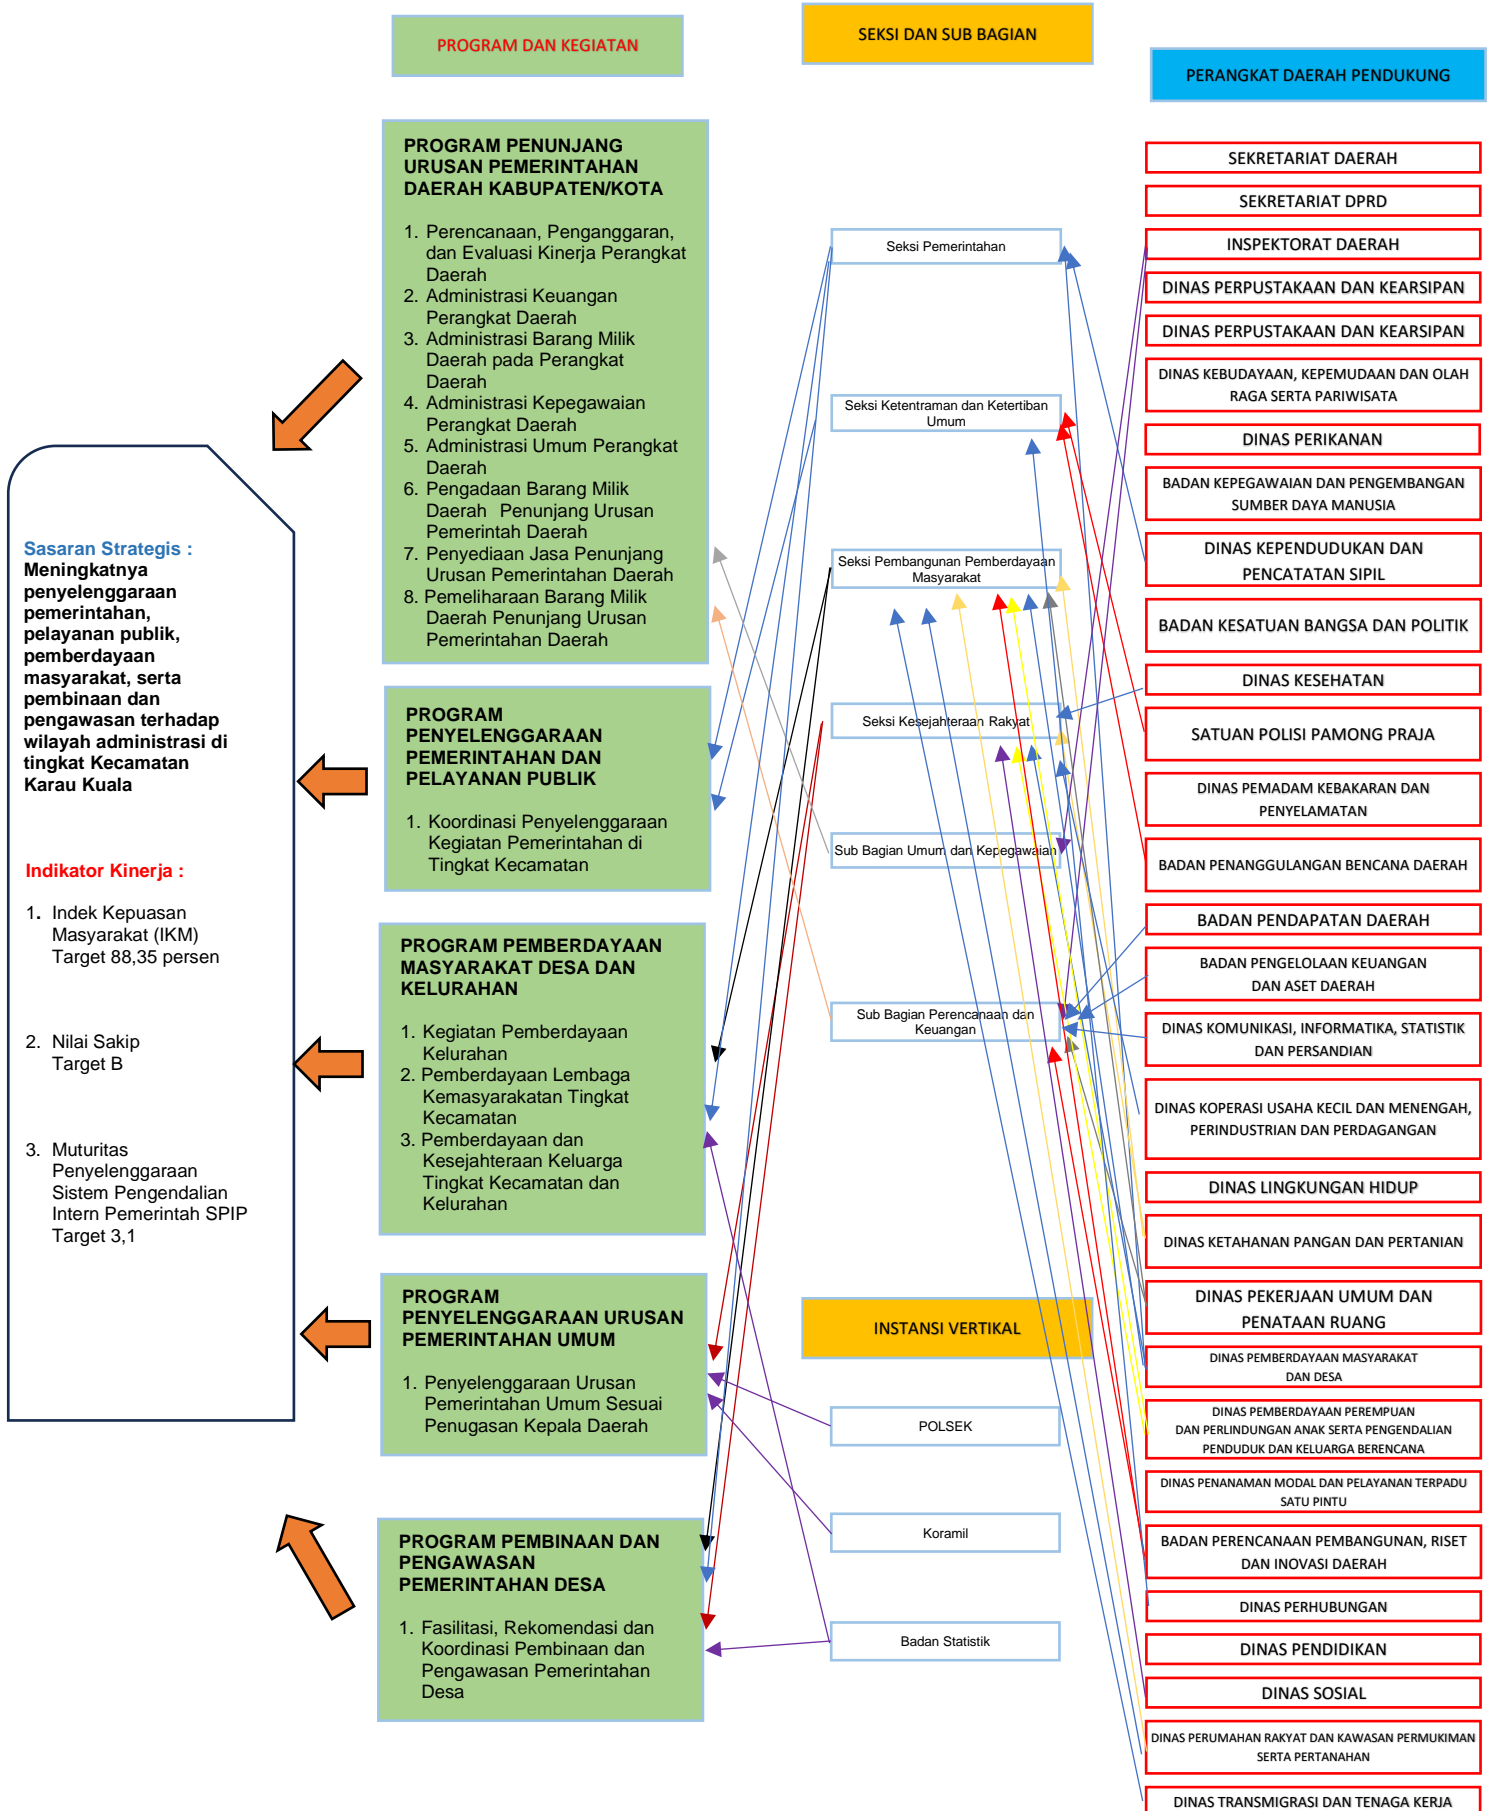 PROGRAM DAN KEGIATAN
SEKSI DAN SUB BAGIAN
PERANGKAT DAERAH PENDUKUNG
Sasaran Strategis :
Meningkatnya
penyelenggaraan
pemerintahan,
pelayanan publik,
pemberdayaan
masyarakat, serta
pembinaan dan
pengawasan terhadap
wilayah administrasi di
tingkat Kecamatan
Karau Kuala
Indikator Kinerja :
1. Indek Kepuasan
Masyarakat (IKM)
Target 88,35 persen
2. Nilai Sakip
Target B
3. Muturitas
Penyelenggaraan
Sistem Pengendalian
Intern Pemerintah SPIP
Target 3,1
PROGRAM PENUNJANG
URUSAN PEMERINTAHAN
DAERAH KABUPATEN/KOTA
1. Perencanaan, Penganggaran,
dan Evaluasi Kinerja Perangkat
Daerah
2. Administrasi Keuangan
Perangkat Daerah
3. Administrasi Barang Milik
Daerah pada Perangkat
Daerah
4. Administrasi Kepegawaian
Perangkat Daerah
5. Administrasi Umum Perangkat
Daerah
6. Pengadaan Barang Milik
Daerah Penunjang Urusan
Pemerintah Daerah
7. Penyediaan Jasa Penunjang
Urusan Pemerintahan Daerah
8. Pemeliharaan Barang Milik
Daerah Penunjang Urusan
Pemerintahan Daerah
PROGRAM
PENYELENGGARAAN
PEMERINTAHAN DAN
PELAYANAN PUBLIK
1. Koordinasi Penyelenggaraan
Kegiatan Pemerintahan di
Tingkat Kecamatan
PROGRAM PEMBERDAYAAN
MASYARAKAT DESA DAN
KELURAHAN
1. Kegiatan Pemberdayaan
Kelurahan
2. Pemberdayaan Lembaga
Kemasyarakatan Tingkat
Kecamatan
3. Pemberdayaan dan
Kesejahteraan Keluarga
Tingkat Kecamatan dan
Kelurahan
PROGRAM
PENYELENGGARAAN URUSAN
PEMERINTAHAN UMUM
1. Penyelenggaraan Urusan
Pemerintahan Umum Sesuai
Penugasan Kepala Daerah
PROGRAM PEMBINAAN DAN
PENGAWASAN
PEMERINTAHAN DESA
1. Fasilitasi, Rekomendasi dan
Koordinasi Pembinaan dan
Pengawasan Pemerintahan
Desa
Seksi Pemerintahan
Seksi Ketentraman dan Ketertiban
Umum
Seksi Pembangunan Pemberdayaan
Masyarakat
Seksi Kesejahteraan Rakyat
Sub Bagian Umum dan Kepegawaian
Sub Bagian Perencanaan dan
Keuangan
INSTANSI VERTIKAL
POLSEK
Koramil
Badan Statistik
SEKRETARIAT DAERAH
SEKRETARIAT DPRD
INSPEKTORAT DAERAH
DINAS PERPUSTAKAAN DAN KEARSIPAN
DINAS PERPUSTAKAAN DAN KEARSIPAN
DINAS KEBUDAYAAN, KEPEMUDAAN DAN OLAH
RAGA SERTA PARIWISATA
DINAS PERIKANAN
BADAN KEPEGAWAIAN DAN PENGEMBANGAN
SUMBER DAYA MANUSIA
DINAS KEPENDUDUKAN DAN
PENCATATAN SIPIL
BADAN KESATUAN BANGSA DAN POLITIK
DINAS KESEHATAN
SATUAN POLISI PAMONG PRAJA
DINAS PEMADAM KEBAKARAN DAN
PENYELAMATAN
BADAN PENANGGULANGAN BENCANA DAERAH
BADAN PENDAPATAN DAERAH
BADAN PENGELOLAAN KEUANGAN
DAN ASET DAERAH
DINAS KOMUNIKASI, INFORMATIKA, STATISTIK
DAN PERSANDIAN
DINAS KOPERASI USAHA KECIL DAN MENENGAH,
PERINDUSTRIAN DAN PERDAGANGAN
DINAS LINGKUNGAN HIDUP
DINAS KETAHANAN PANGAN DAN PERTANIAN
DINAS PEKERJAAN UMUM DAN
PENATAAN RUANG
DINAS PEMBERDAYAAN MASYARAKAT
DAN DESA
DINAS PEMBERDAYAAN PEREMPUAN
DAN PERLINDUNGAN ANAK SERTA PENGENDALIAN
PENDUDUK DAN KELUARGA BERENCANA
DINAS PENANAMAN MODAL DAN PELAYANAN TERPADU
SATU PINTU
BADAN PERENCANAAN PEMBANGUNAN, RISET
DAN INOVASI DAERAH
DINAS PERHUBUNGAN
DINAS PENDIDIKAN
DINAS SOSIAL
DINAS PERUMAHAN RAKYAT DAN KAWASAN PERMUKIMAN
SERTA PERTANAHAN
DINAS TRANSMIGRASI DAN TENAGA KERJA